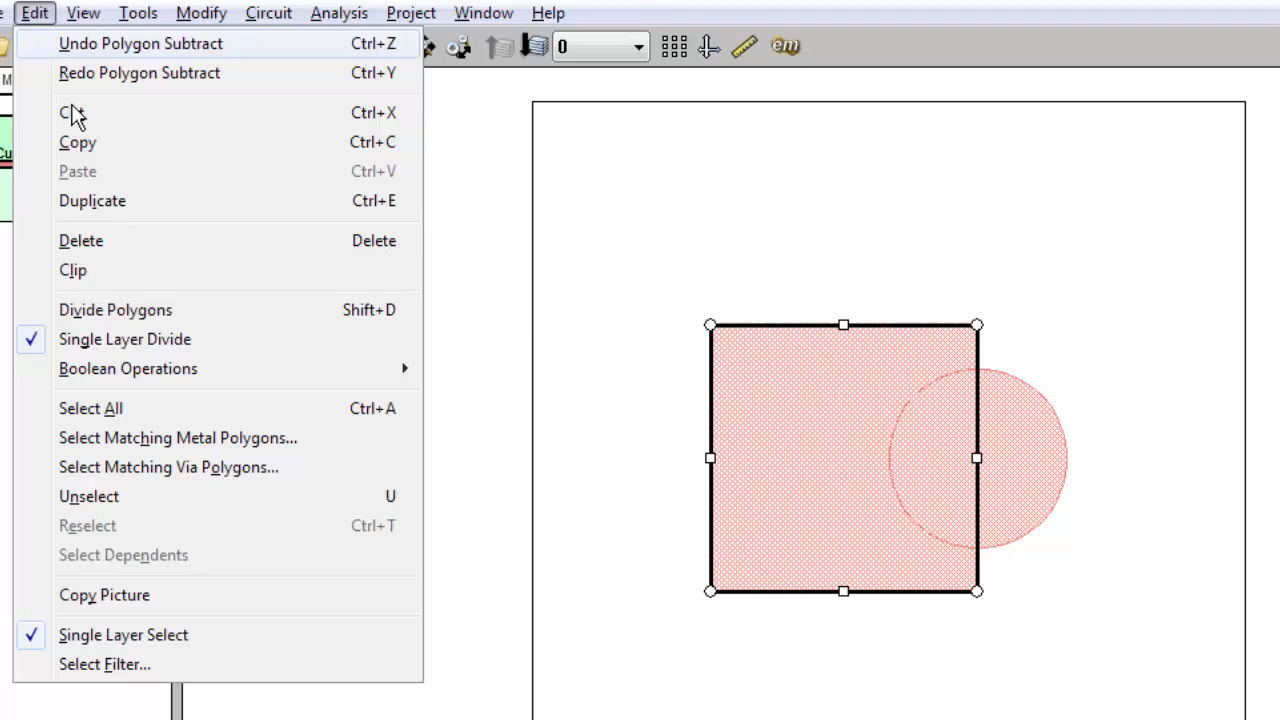 Edit View Tools Modify Circuit Analysis Project Window Help
Undo Polygon Subtract Ctrl+Z
0
em
Redo Polygon Subtract Ctrl+Y
M
Ctrl+X
Copy Ctrl+C
Cu
Paste Ctrl+V
Duplicate Ctrl+E
Delete Delete
Clip
Divide Polygons Shift+D
Single Layer Divide
Boolean Operations
Select All Ctrl+A
Select Matching Metal Polygons...
Select Matching Via Polygons...
Unselect U
Reselect Ctrl+T
Select Dependents
Copy Picture
Single Layer Select
Select Filter...